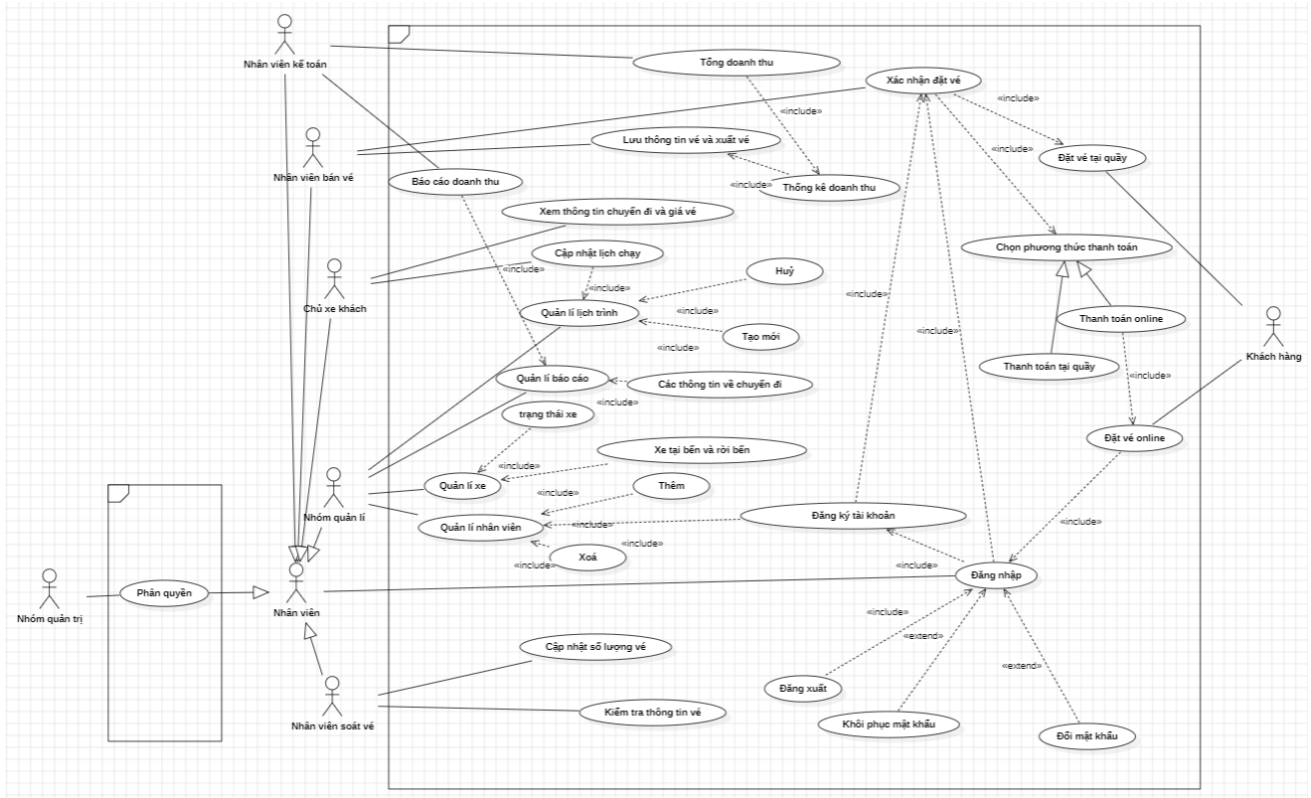 Nhân viên kế toán
Tổng doanh thu
Xác nhận đặt vé
«include»
«include»
Nhân viên bán vé
Lưu thông tin vé và xuất vé
«include»
Đặt vé tại quầy
Báo cáo doanh thu
«include»
Thống kê doanh thu
Xem thông tin chuyến đi và giá vé
Chọn phương thức thanh toán
Cập nhật lịch chạy
«include»
Huỷ
«include»
«include»
Chủ xe khách
Quản lí lịch trình
«include»
Thanh toán online
Tạo mới
«include»
Khách hàng
«include»
Thanh toán tại quầy
Quản lí báo cáo
Các thông tin về chuyến đi
«include»
«include»
trạng thái xe
Đặt vé online
Xe tại bến và rời bến
«include»
Quản lí xe
Thêm
«include»
Nhóm quản lí
Quản lí nhân viên
«include»
Đăng ký tài khoản
«include»
«include»
Xoá
«include»
«include»
Đăng nhập
Phân quyền
Nhóm quản trị
Nhân viên
«include»
«extend»
Cập nhật số lượng vé
«extend»
Đăng xuất
Nhân viên soát vé
Kiểm tra thông tin vé
Khôi phục mật khẩu
Đổi mật khẩu